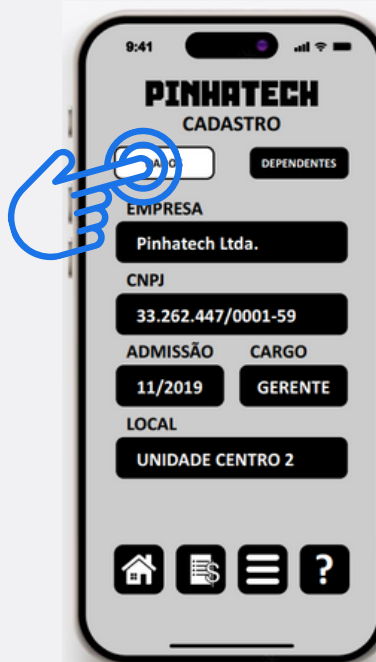 9:41
PINHATECH
CADASTRO
DEPENDENTES
EMPRESA
Pinhatech Ltda.
CNPJ
33.262.447/0001-59
ADMISSÃO CARGO
11/2019 GERENTE
LOCAL
UNIDADE CENTRO 2
?